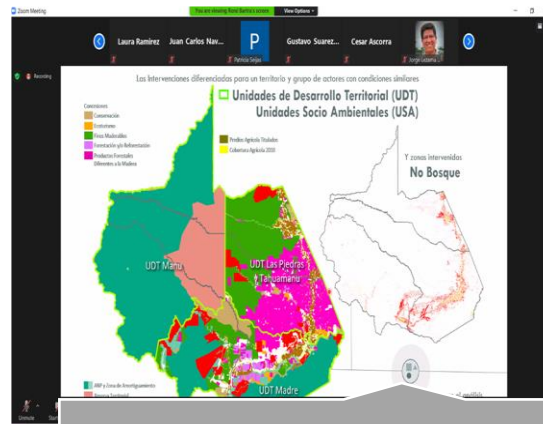 Zoom Meeting
You are viewing René Barino's screen
View Options
Laura Ramirez
Juan Carlos Nav...
P
Gustavo Suarez...
Cesar Ascorra
Patricia Seijas
Jorge Lozama
Recording
Las Intervenciones diferenciadas para un territorio y grupo de actores con condiciones similares
Unidades de Desarrollo Territorial (UDT)
Unidades Socio Ambientales (USA)
Concesiones
Conservación
Ecoturismo
Fines Maderables
Forestación y/o Reforestación
Productos Forestales
Diferentes a la Madera
Predios Agrícola Titulados
Cobertura Agrícola 2010
Y zonas intervenidas
No Bosque
UDT Manu
UDT Las Piedras
Tahuamanu
UDT Madre
ANP y Zona de Amortiguamiento
Reserva Territorial
Unmute